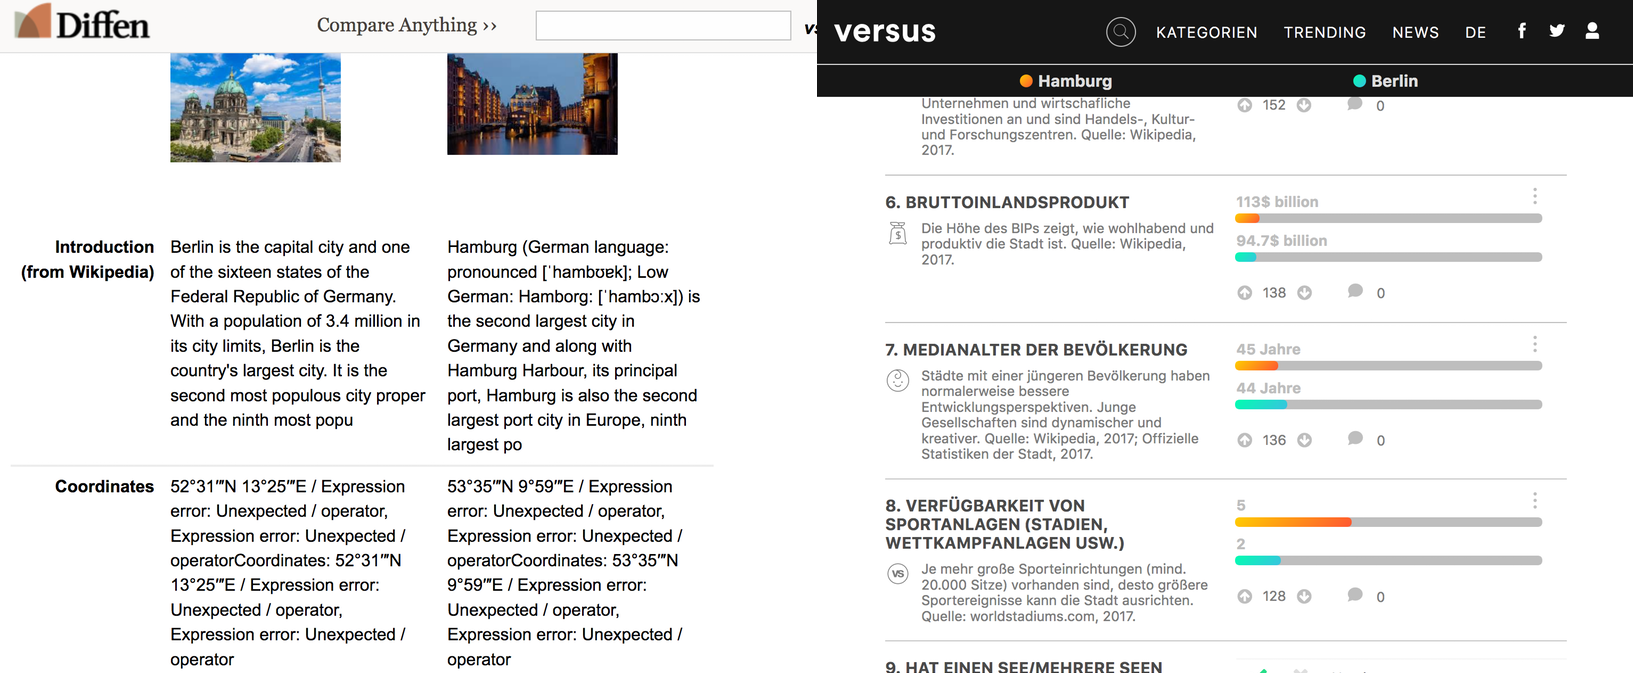 Diffen
Compare Anything ››
vs
Introduction
(from Wikipedia)
Berlin is the capital city and one
of the sixteen states of the
Federal Republic of Germany.
With a population of 3.4 million in
its city limits, Berlin is the
country's largest city. It is the
second most populous city proper
and the ninth most popu
Hamburg (German language:
pronounced [ˈhambʊɐk]; Low
German: Hamborg: [ˈhambɔːx]) is
the second largest city in
Germany and along with
Hamburg Harbour, its principal
port, Hamburg is also the second
largest port city in Europe, ninth
largest po
Coordinates
52°31′″N 13°25′″E / Expression
error: Unexpected / operator,
Expression error: Unexpected /
operatorCoordinates: 52°31′″N
13°25′″E / Expression error:
Unexpected / operator,
Expression error: Unexpected /
operator
53°35′″N 9°59′″E / Expression
error: Unexpected / operator,
Expression error: Unexpected /
operatorCoordinates: 53°35′″N
9°59′″E / Expression error:
Unexpected / operator,
Expression error: Unexpected /
operator
versus
KATEGORIEN TRENDING NEWS DE
Hamburg Berlin
Unternehmen und wirtschaftliche
Investitionen an und sind Handels-, Kultur-
und Forschungszentren. Quelle: Wikipedia,
2017.
152 0
6. BRUTTOINLANDSPRODUKT
Die Höhe des BIPs zeigt, wie wohlhabend und
produktiv die Stadt ist. Quelle: Wikipedia,
2017.
113$ billion
94.7$ billion
138 0
7. MEDIANALTER DER BEVÖLKERUNG
Städte mit einer jüngeren Bevölkerung haben
normalerweise bessere
Entwicklungsperspektiven. Junge
Gesellschaften sind dynamischer und
kreativer. Quelle: Wikipedia, 2017; Offizielle
Statistiken der Stadt, 2017.
45 Jahre
44 Jahre
136 0
8. VERFÜGBARKEIT VON
SPORTANLAGEN (STADIEN,
WETTKAMPFANLAGEN USW.)
VS
Je mehr große Sporteinrichtungen (mind.
20.000 Sitze) vorhanden sind, desto größere
Sportereignisse kann die Stadt ausrichten.
Quelle: worldstadiums.com, 2017.
5
2
128 0
9. HAT EINEN SEE/MEHRERE SEEN